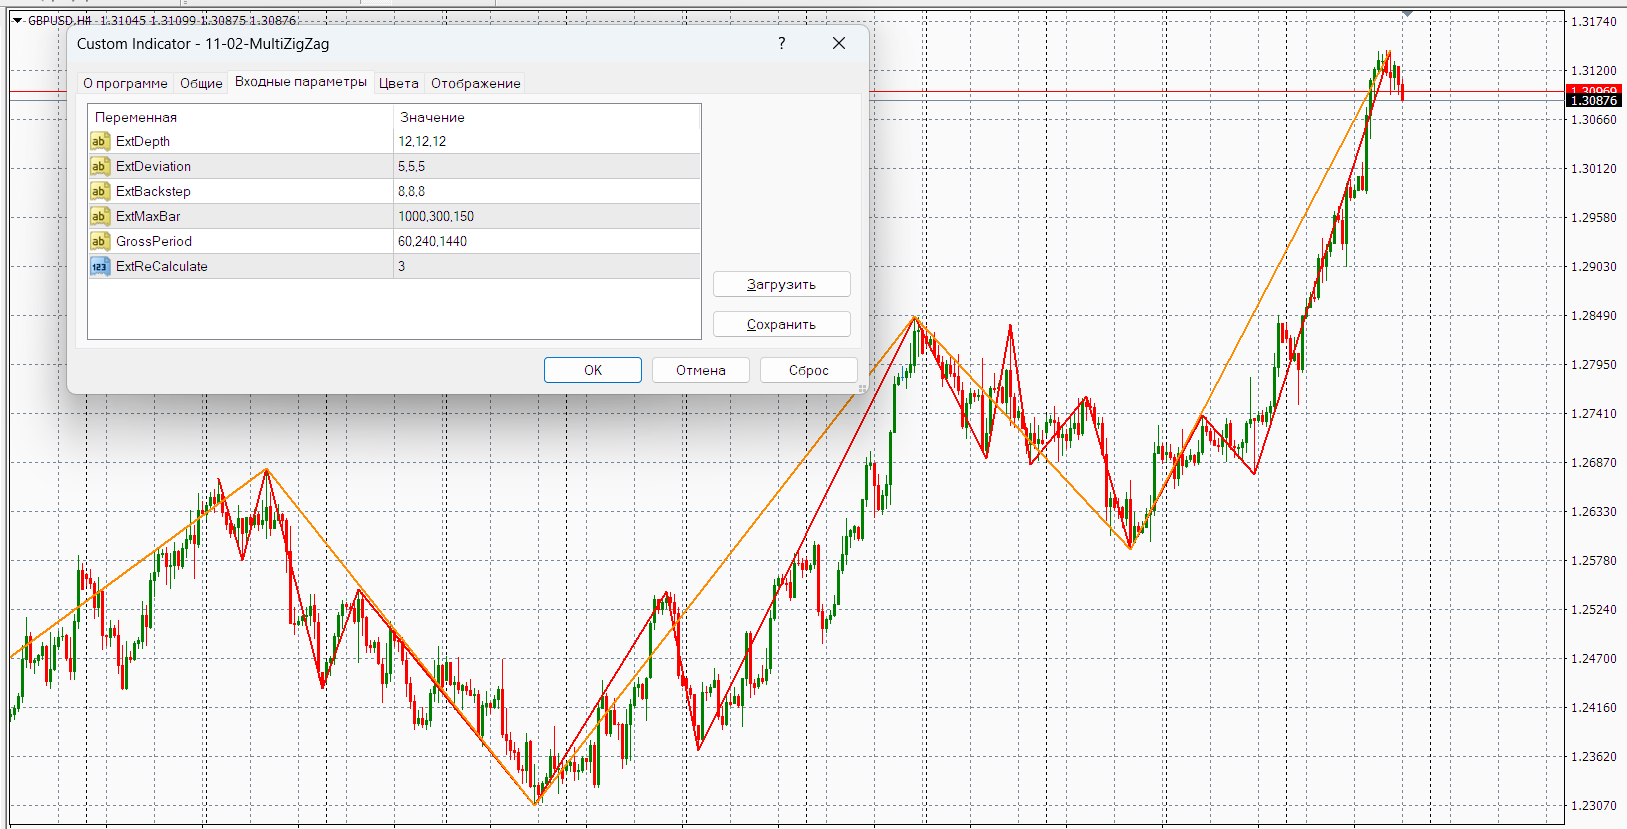 GBPUSD,H4 1.31045 1.31099 1.30875 1.30876
Custom Indicator - 11-02-MultiZigZag
?
О программе Общие Входные параметры Цвета Отображение
Переменная Значение
ab ExtDepth 12,12,12
ab ExtDeviation 5,5,5
ab ExtBackstep 8,8,8
ab ExtMaxBar 1000,300,150
ab GrossPeriod 60,240,1440
123 ExtReCalculate 3
Загрузить
Сохранить
OK Отмена Сброс
1.31740
1.31200
1.30969
1.30876
1.30660
1.30120
1.29580
1.29030
1.28490
1.27950
1.27410
1.26870
1.26330
1.25780
1.25240
1.24700
1.24160
1.23620
1.23070